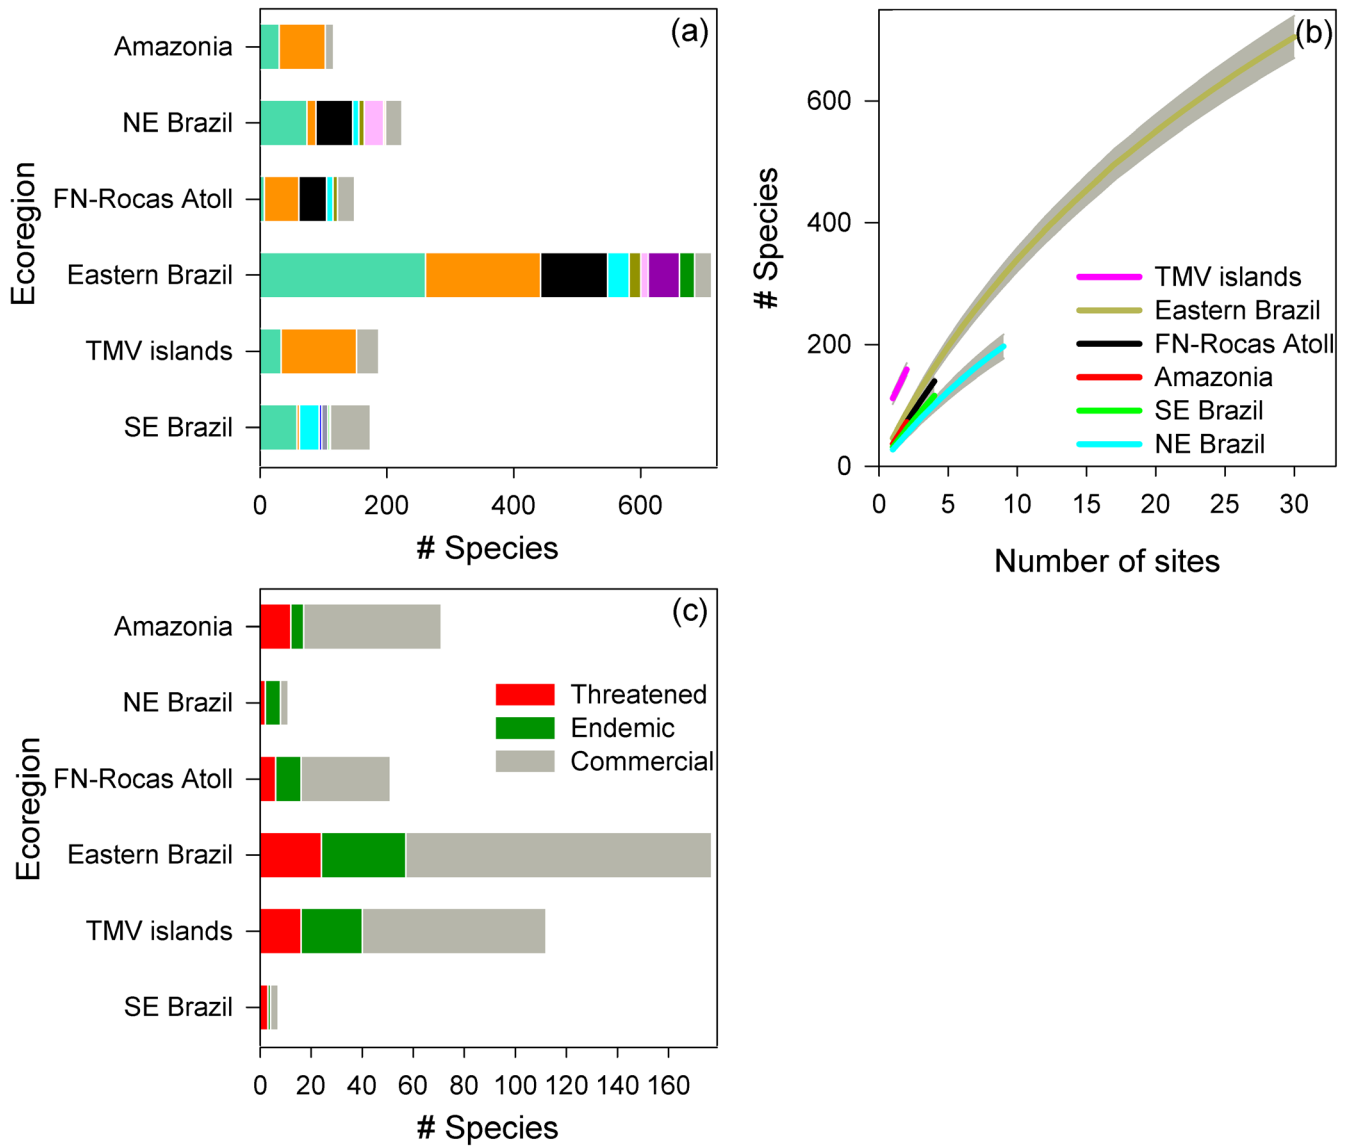 (a)
Ecoregion
Amazonia
NE Brazil
FN-Rocas Atoll
Eastern Brazil
TMV islands
SE Brazil
0 200 400 600
# Species
(b)
# Species
600
400
200
0
TMV islands
Eastern Brazil
FN-Rocas Atoll
Amazonia
SE Brazil
NE Brazil
0 5 10 15 20 25 30
Number of sites
(c)
Ecoregion
Amazonia
NE Brazil
FN-Rocas Atoll
Eastern Brazil
TMV islands
SE Brazil
Threatened
Endemic
Commercial
0 20 40 60 80 100 120 140 160
# Species